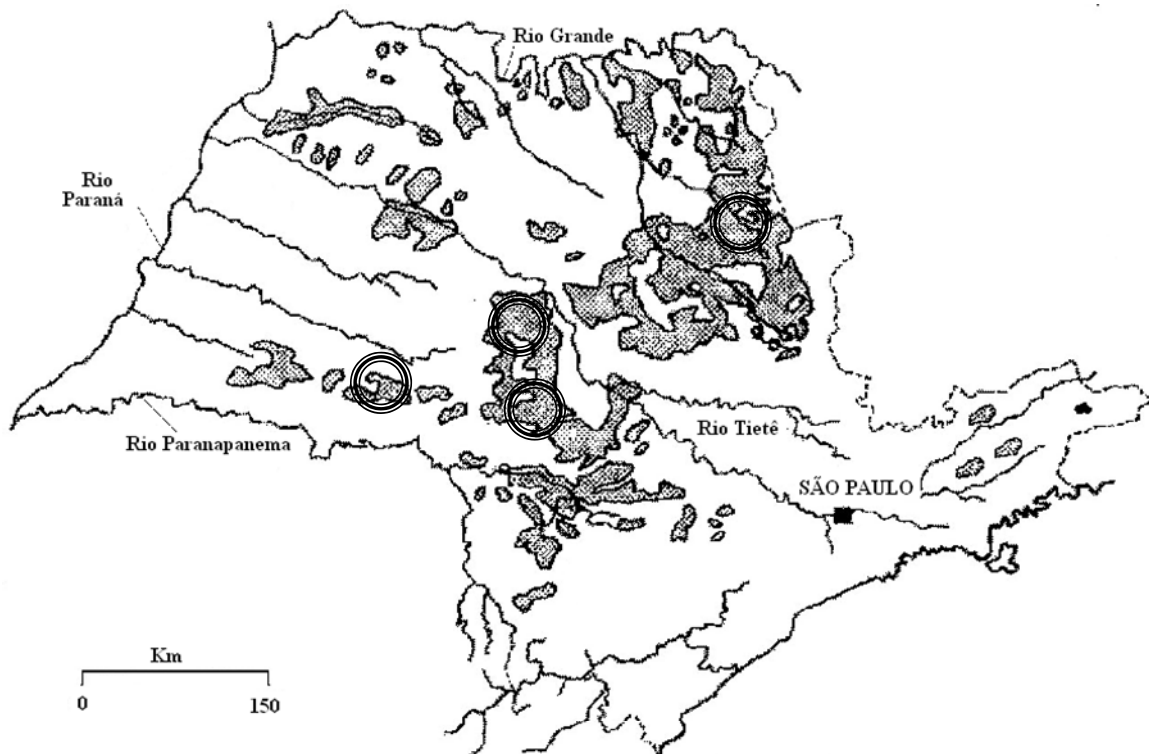 Rio Grande
Rio
Paraná
Rio Paranapanema
Rio Tietê
SÃO PAULO
Km
0 150